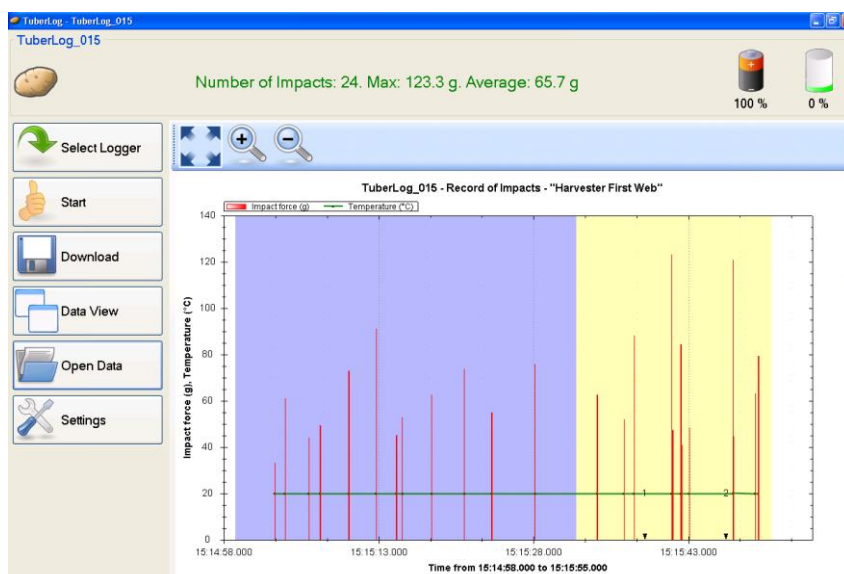 TuberLog - TuberLog_015
TuberLog_015
Number of Impacts: 24. Max: 123.3 g. Average: 65.7 g
100 %
0 %
Select Logger
Start
Download
Data View
Open Data
Settings
TuberLog_015 - Record of Impacts - "Harvester First Web"
Impact force (g)
Temperature (°C)
Impact force (g), Temperature (°C)
140
120
100
80
60
40
20
0
1
2
15:14:58.000
15:15:13.000
15:15:28.000
15:15:43.000
Time from 15:14:58.000 to 15:15:55.000